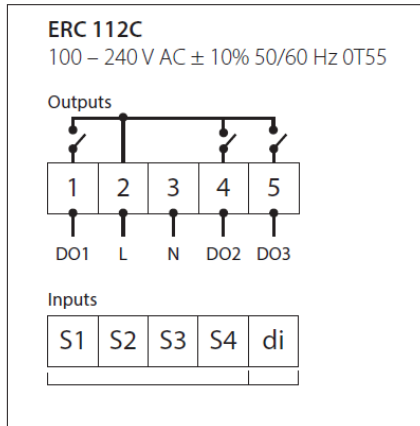 ERC 112C
100 – 240 V AC ± 10% 50/60 Hz 0T55
Outputs
1 2 3 4 5
DO1 L N DO2 DO3
Inputs
S1 S2 S3 S4 di